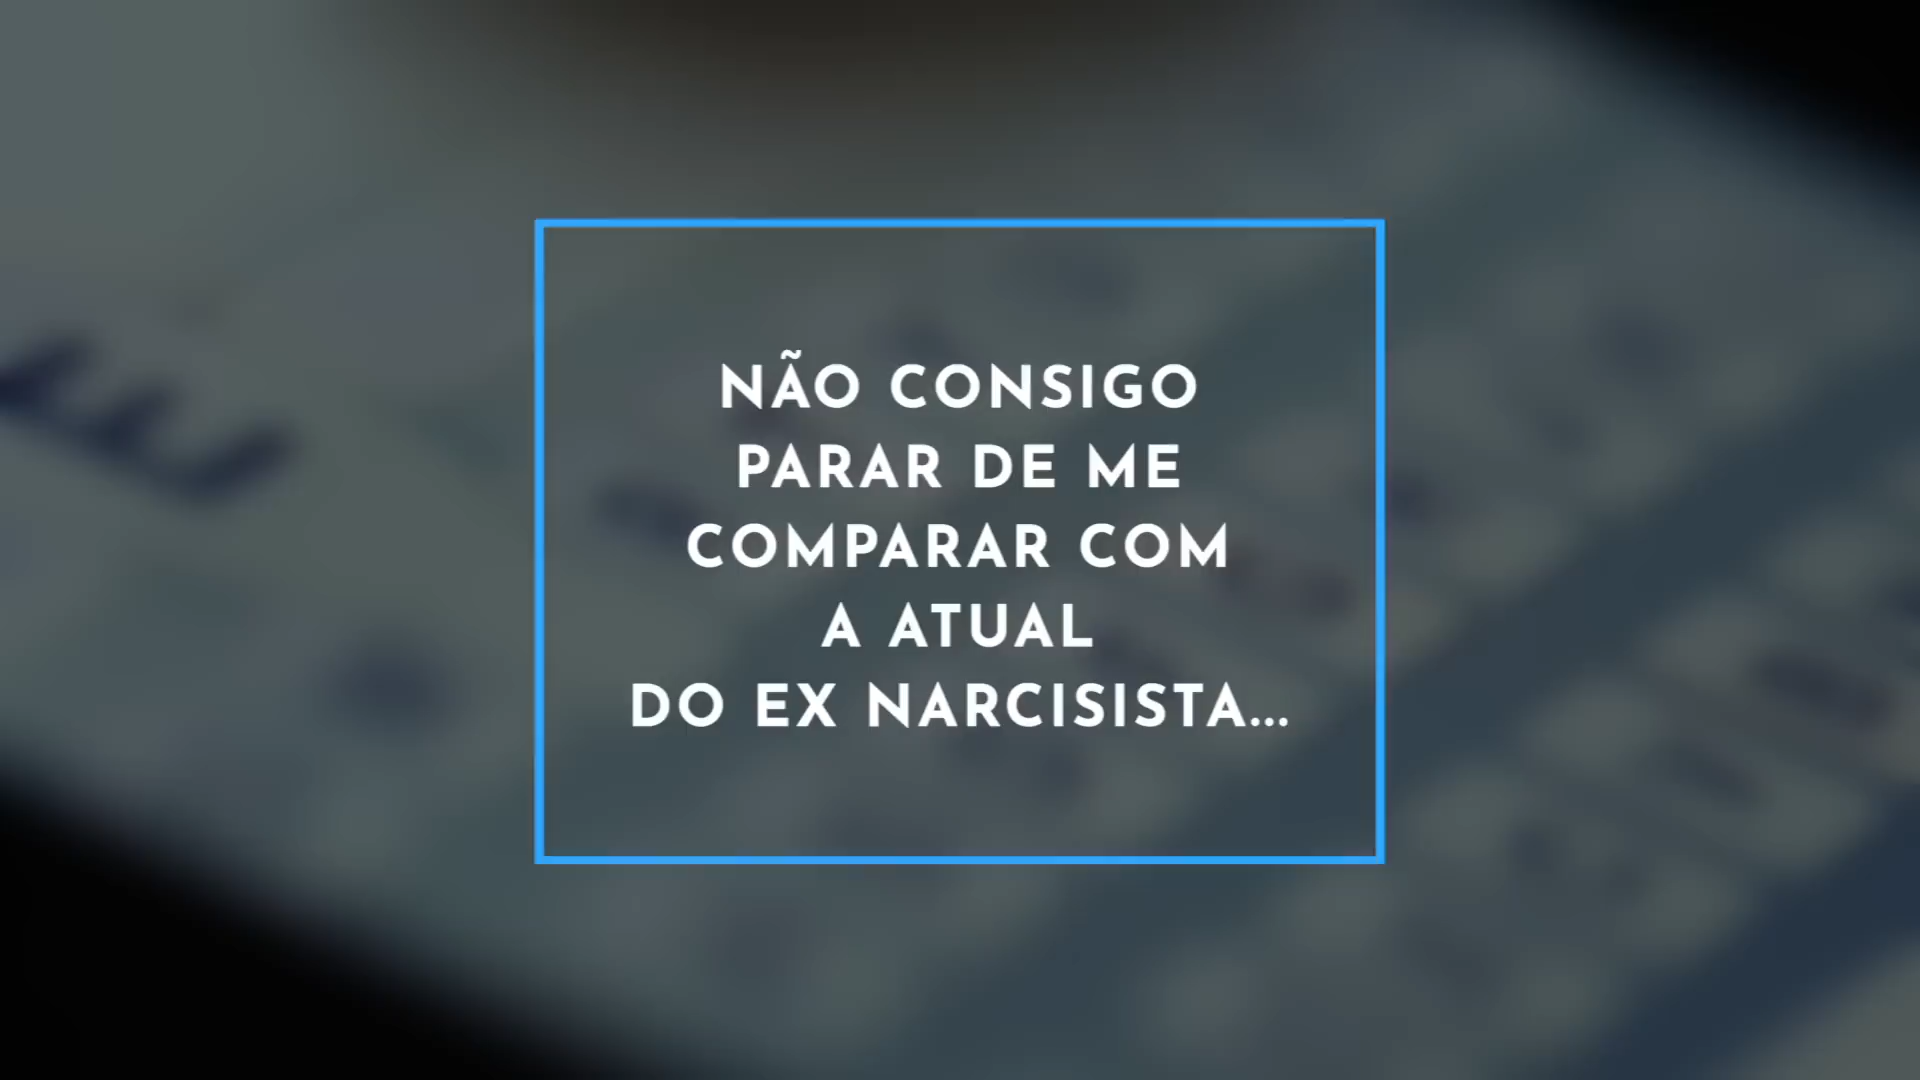 NÃO CONSIGO
PARAR DE ME
COMPARAR COM
A ATUAL
DO EX NARCISISTA...